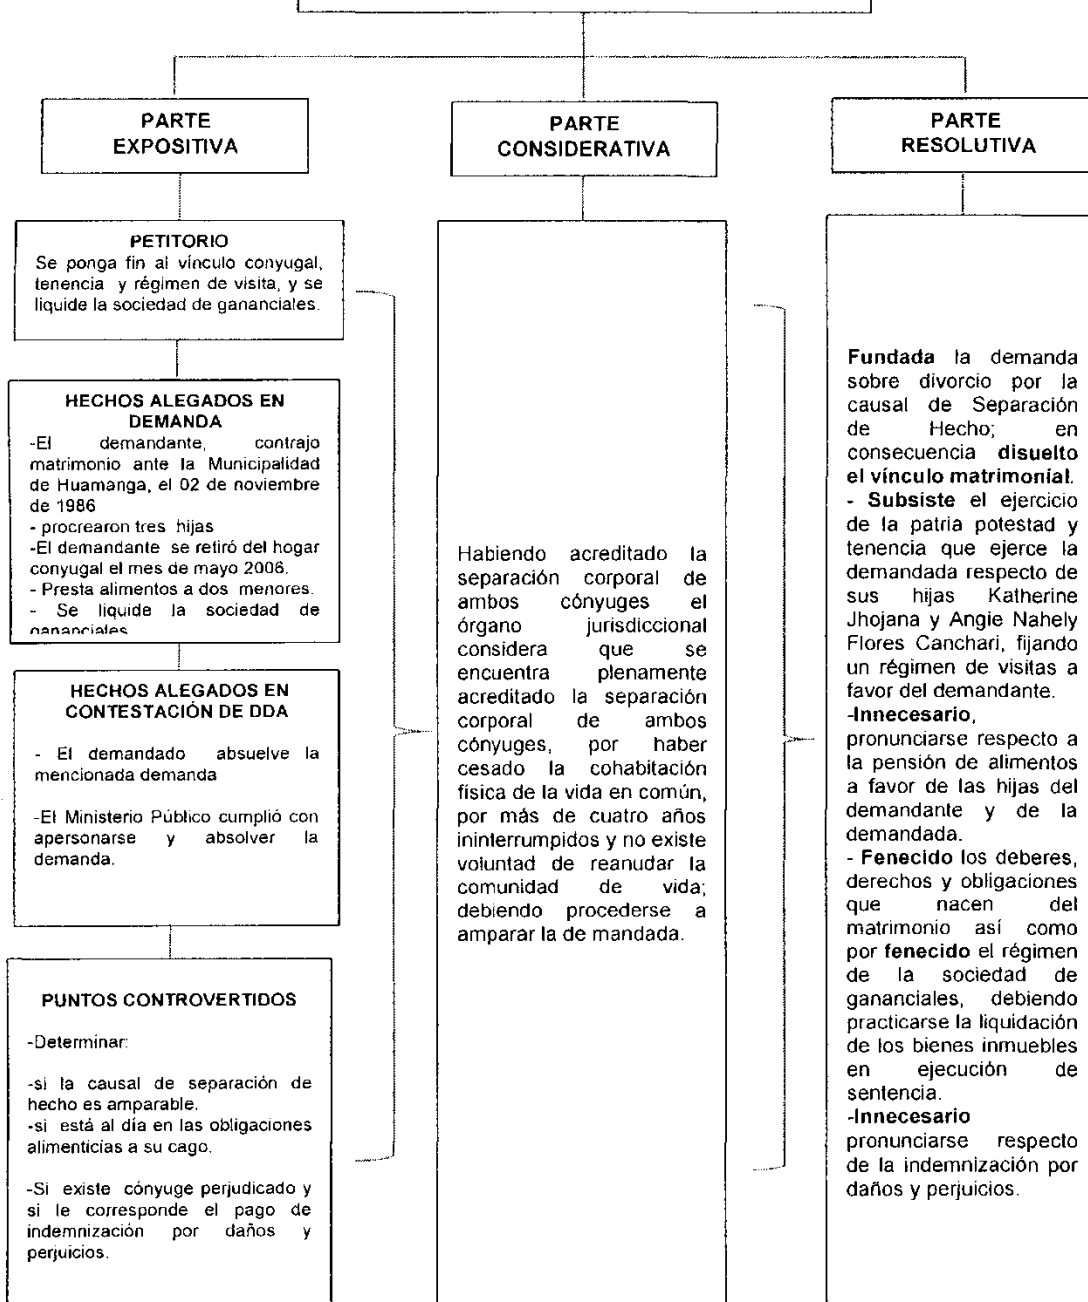 PARTE
EXPOSITIVA
PETITORIO
Se ponga fin al vínculo conyugal,
tenencia y régimen de visita, y se
liquide la sociedad de gananciales.
HECHOS ALEGADOS EN
DEMANDA
-El demandante, contrajo
matrimonio ante la Municipalidad
de Huamanga, el 02 de noviembre
de 1986
- procrearon tres hijas
-El demandante se retiró del hogar
conyugal el mes de mayo 2006.
- Presta alimentos a dos menores.
- Se liquide la sociedad de
gananciales
HECHOS ALEGADOS EN
CONTESTACIÓN DE DDA
- El demandado absuelve la
mencionada demanda
-El Ministerio Público cumplió con
apersonarse y absolver la
demanda.
PUNTOS CONTROVERTIDOS
-Determinar:
-si la causal de separación de
hecho es amparable.
-si está al día en las obligaciones
alimenticias a su cago.
-Si existe cónyuge perjudicado y
si le corresponde el pago de
indemnización por daños y
perjuicios.
PARTE
CONSIDERATIVA
Habiendo acreditado la
separación corporal de
ambos cónyuges el
órgano jurisdiccional
considera que se
encuentra plenamente
acreditado la separación
corporal de ambos
cónyuges, por haber
cesado la cohabitación
física de la vida en común,
por más de cuatro años
ininterrumpidos y no existe
voluntad de reanudar la
comunidad de vida;
debiendo procederse a
amparar la de mandada.
PARTE
RESOLUTIVA
Fundada la demanda
sobre divorcio por la
causal de Separación
de Hecho; en
consecuencia disuelto
el vínculo matrimonial.
- Subsiste el ejercicio
de la patria potestad y
tenencia que ejerce la
demandada respecto de
sus hijas Katherine
Jhojana y Angie Nahely
Flores Canchari, fijando
un régimen de visitas a
favor del demandante.
-Innecesario,
pronunciarse respecto a
la pensión de alimentos
a favor de las hijas del
demandante y de la
demandada.
- Fenecido los deberes,
derechos y obligaciones
que nacen del
matrimonio así como
por fenecido el régimen
de la sociedad de
gananciales, debiendo
practicarse la liquidación
de los bienes inmuebles
en ejecución de
sentencia.
-Innecesario
pronunciarse respecto
de la indemnización por
daños y perjuicios.